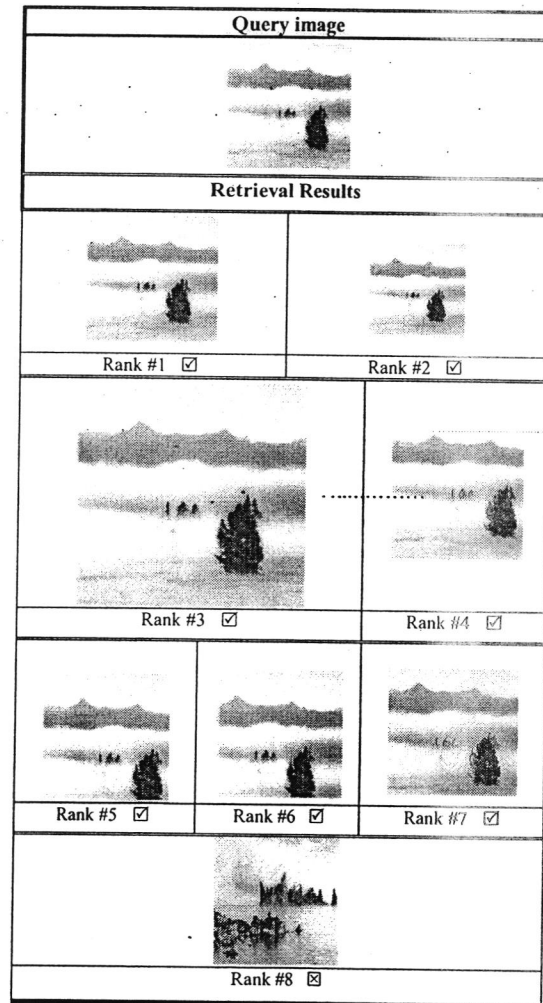 Query image
Retrieval Results
Rank #1 ☑
Rank #2 ☑
Rank #3 ☑
Rank #4 ☑
Rank #5 ☑
Rank #6 ☑
Rank #7 ☑
Rank #8 ☒